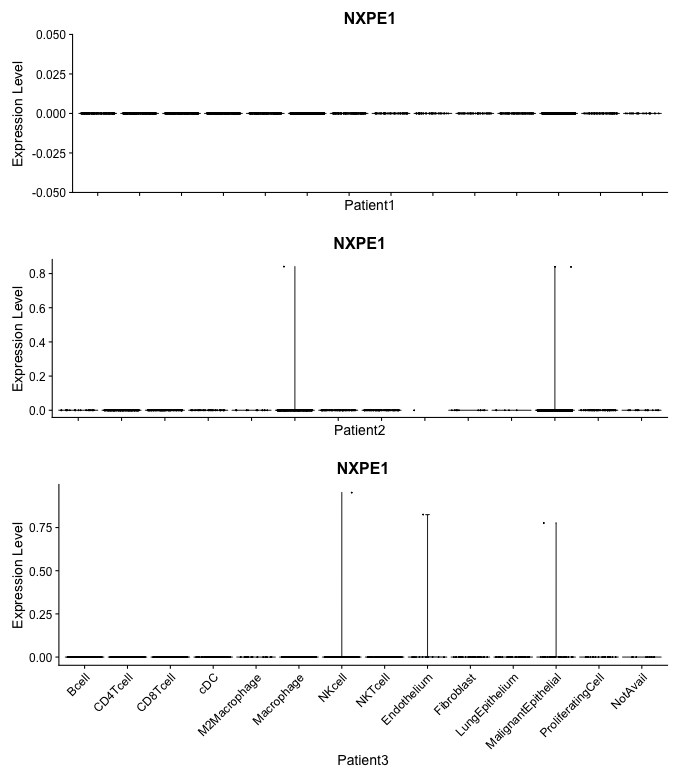 NXPE1
Expression Level
0.050
0.025
0.000
-0.025
-0.050
Patient1
NXPE1
Expression Level
0.8
0.6
0.4
0.2
0.0
Patient2
NXPE1
Expression Level
0.75
0.50
0.25
0.00
Bcell
CD4Tcell
CD8Tcell
cDC
M2Macrophage
Macrophage
NKcell
NKTcell
Endothelium
Fibroblast
LungEpithelium
MalignantEpithelial
ProliferatingCell
NotAvail
Patient3